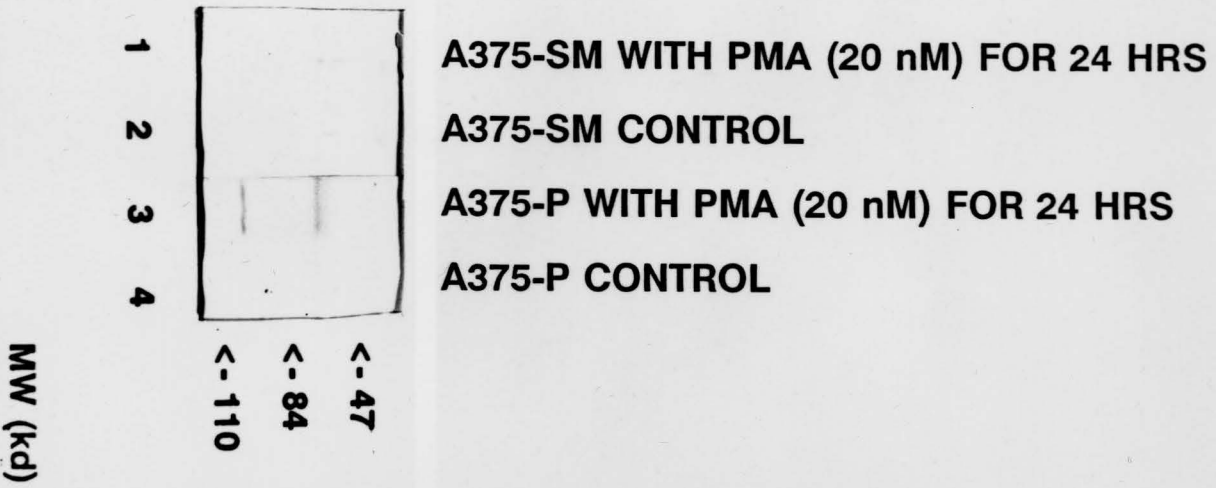 1
A375-SM WITH PMA (20 nM) FOR 24 HRS
2
A375-SM CONTROL
3
A375-P WITH PMA (20 nM) FOR 24 HRS
4
A375-P CONTROL
MW (kd)
<- 110
<- 84
<- 47